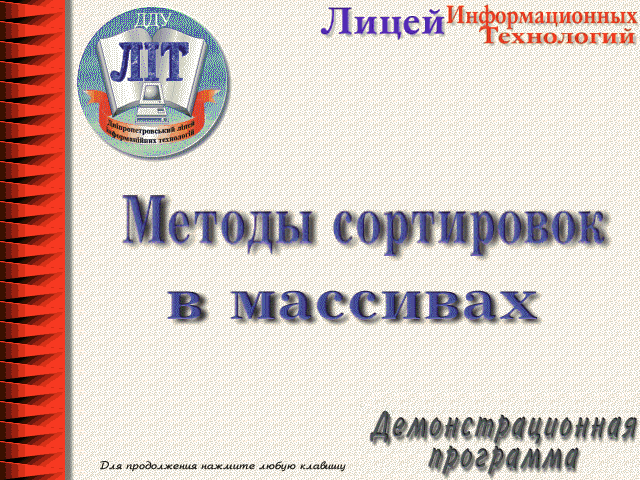 ДДУ
ЛІТ
Дніпропетровський ліцей
інформаційних технологій
Лицей Информационных
Технологий
Методы сортировок
в массивах
Демонстрационная
программа
Для продолжения нажмите любую клавишу